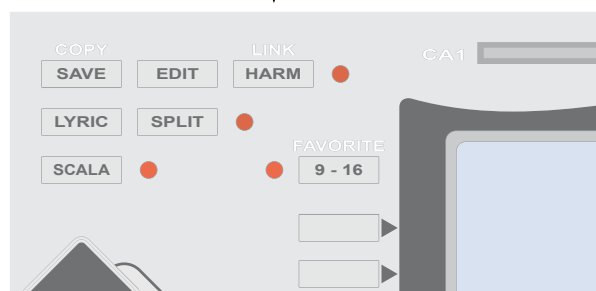 COPY
LINK
CA1
SAVE
EDIT
HARM
LYRIC
SPLIT
FAVORITE
SCALA
9 - 16